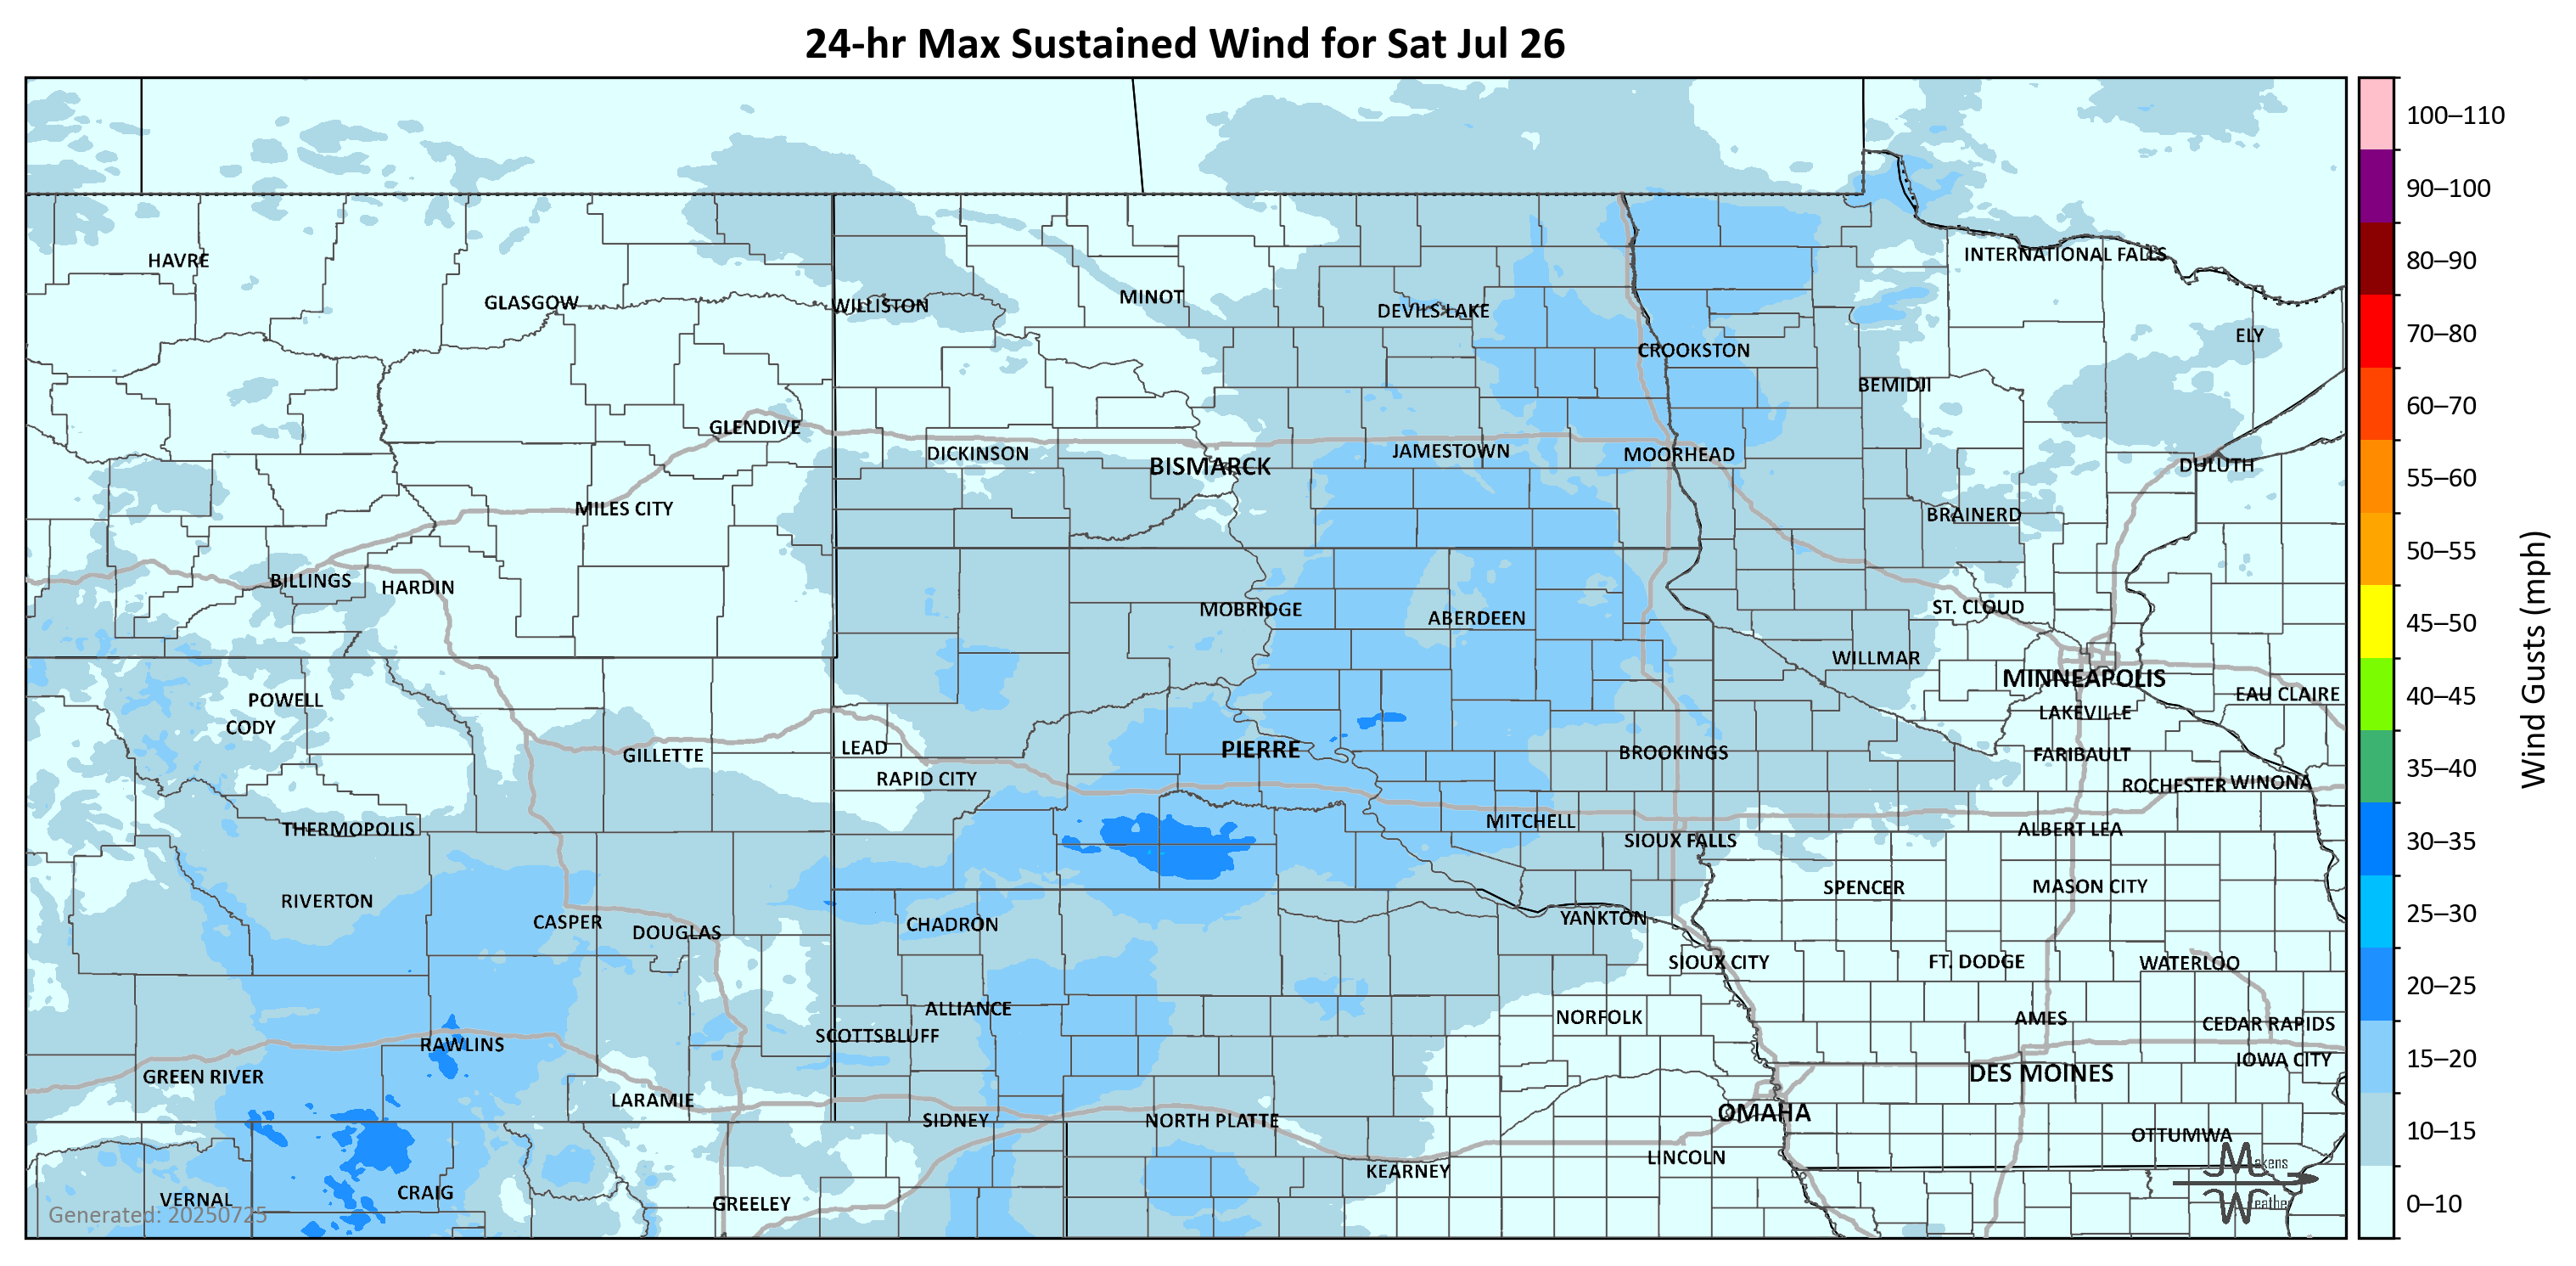 24-hr Max Sustained Wind for Sat Jul 26
100–110
90–100
80–90
70–80
60–70
55–60
50–55
45–50
40–45
35–40
30–35
25–30
20–25
15–20
10–15
0–10
Wind Gusts (mph)
HAVRE
INTERNATIONAL FALLS
GLASGOW
WILLISTON
MINOT
DEVILS LAKE
ELY
CROOKSTON
BEMIDJI
GLENDIVE
DICKINSON
BISMARCK
JAMESTOWN
MOORHEAD
DULUTH
MILES CITY
BRAINERD
BILLINGS
HARDIN
MOBRIDGE
ABERDEEN
ST. CLOUD
WILLMAR
MINNEAPOLIS
EAU CLAIRE
POWELL
CODY
LAKEVILLE
GILLETTE
LEAD
PIERRE
BROOKINGS
FARIBAULT
RAPID CITY
ROCHESTER
WINONA
THERMOPOLIS
MITCHELL
ALBERT LEA
SIOUX FALLS
RIVERTON
SPENCER
MASON CITY
CASPER
DOUGLAS
CHADRON
YANKTON
SIOUX CITY
FT. DODGE
WATERLOO
ALLIANCE
NORFOLK
AMES
CEDAR RAPIDS
SCOTTSBLUFF
RAWLINS
IOWA CITY
GREEN RIVER
DES MOINES
LARAMIE
OMAHA
SIDNEY
NORTH PLATTE
OTTUMWA
LINCOLN
KEARNEY
VERNAL
CRAIG
GREELEY
Generated: 20250725
Makens
Weather